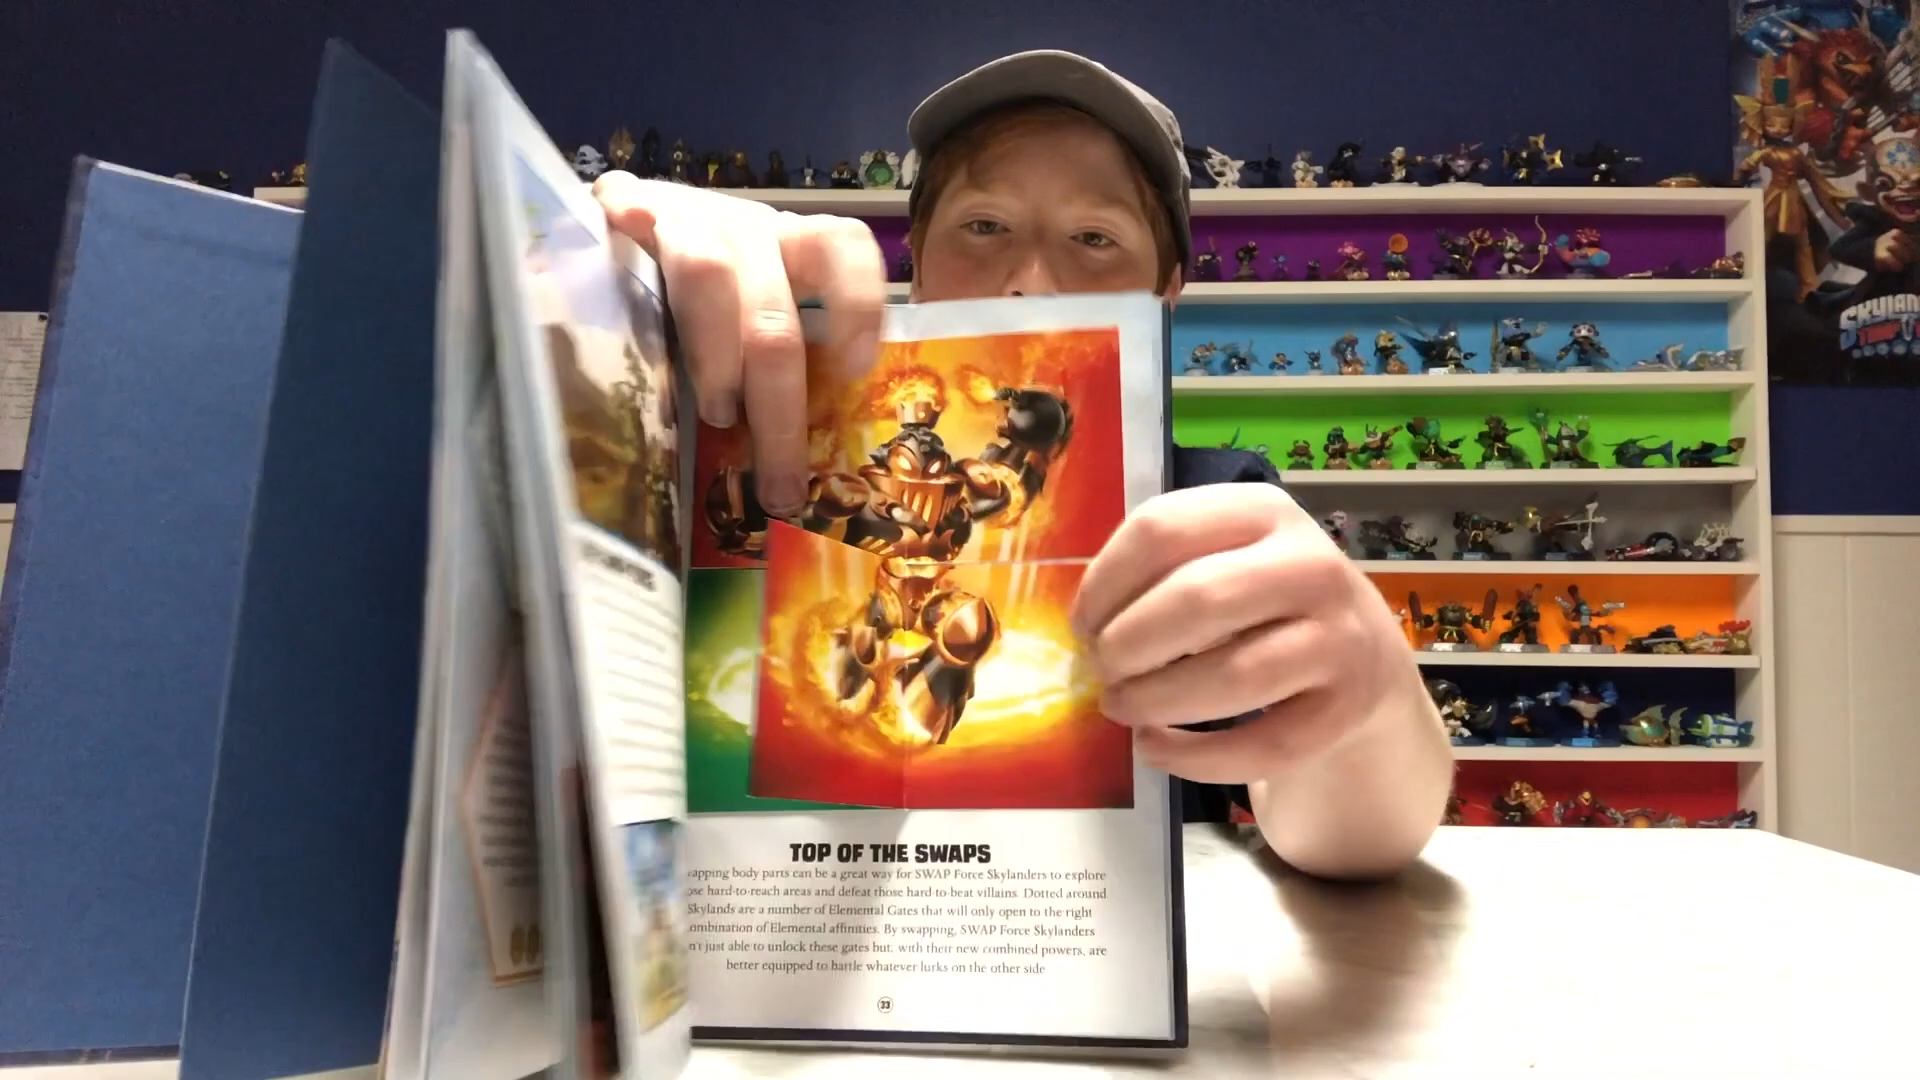 TOP OF THE SWAPS
apping body parts can be a great way for SWAP Force Skylanders to explore
ose hard-to-reach areas and defeat those hard-to-beat villains. Dotted around
Skylands are a number of Elemental Gates that will only open to the right
ombination of Elemental affinities. By swapping, SWAP Force Skylanders
n't just able to unlock these gates but, with their new combined powers, are
better equipped to battle whatever lurks on the other side
33
SKYLAN